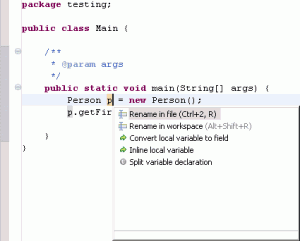 package testing;
public class Main {
/**
* @param args
*/
public static void main(String[] args) {
Person p = new Person();
p.getFir
}
}
Rename in file (Ctrl+2, R)
Rename in workspace (Alt+Shift+R)
Convert local variable to field
Inline local variable
Split variable declaration